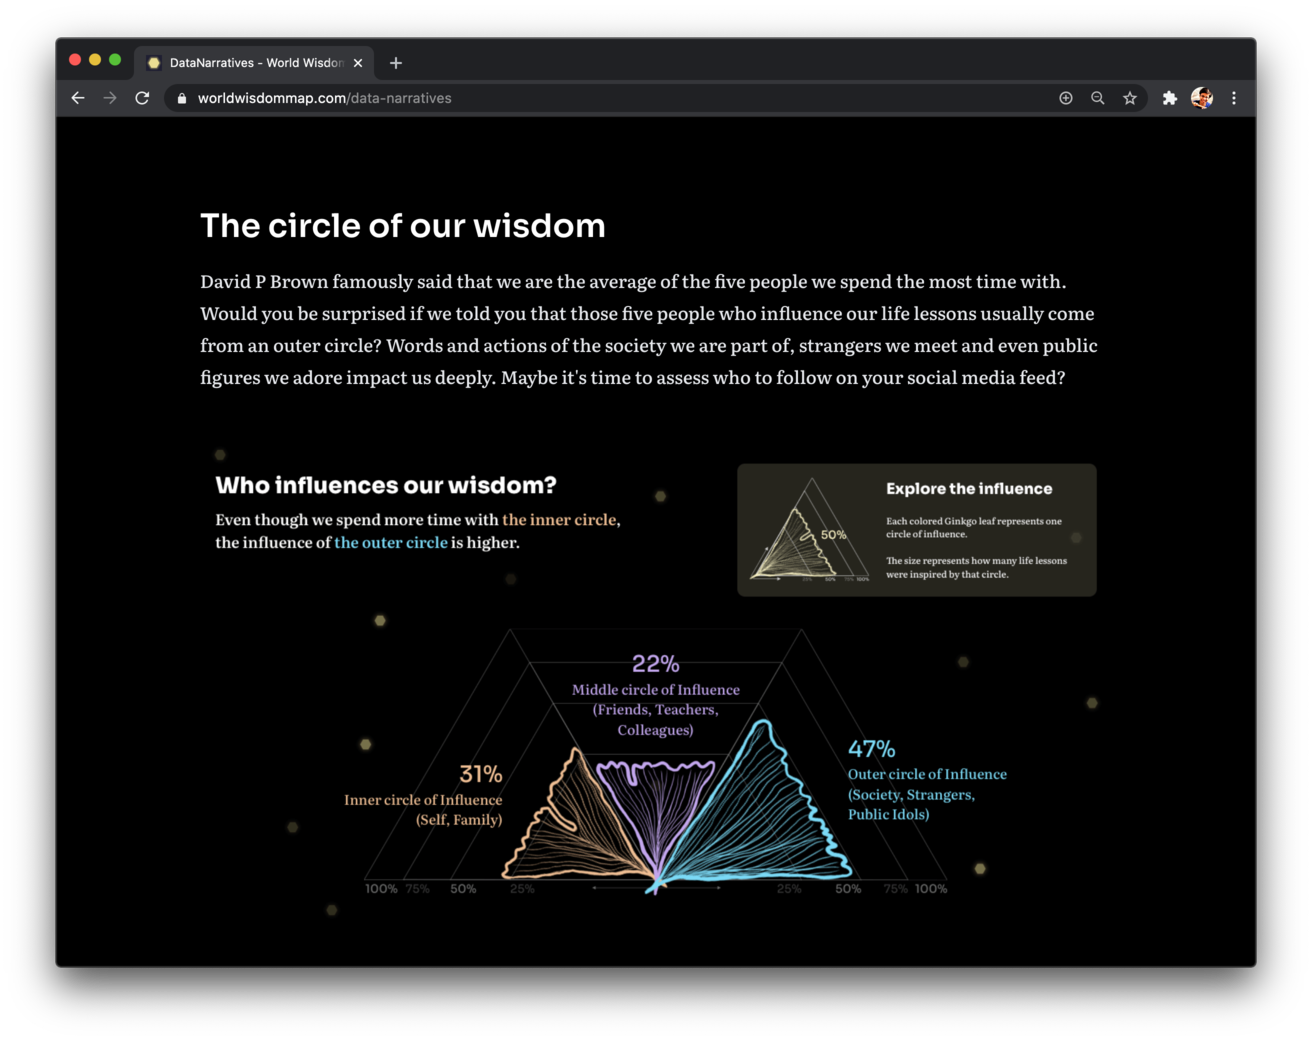 DataNarratives - World Wisdon
worldwisdommap.com/data-narratives
The circle of our wisdom
David P Brown famously said that we are the average of the five people we spend the most time with.
Would you be surprised if we told you that those five people who influence our life lessons usually come
from an outer circle? Words and actions of the society we are part of, strangers we meet and even public
figures we adore impact us deeply. Maybe it's time to assess who to follow on your social media feed?
Who influences our wisdom?
Even though we spend more time with the inner circle,
the influence of the outer circle is higher.
Explore the influence
Each colored Ginkgo leaf represents one
circle of influence.
The size represents how many life lessons
were inspired by that circle.
50%
25% 50% 75% 100%
22%
Middle circle of Influence
(Friends, Teachers,
Colleagues)
31%
Inner circle of Influence
(Self, Family)
47%
Outer circle of Influence
(Society, Strangers,
Public Idols)
100% 75% 50% 25% 25% 50% 75% 100%